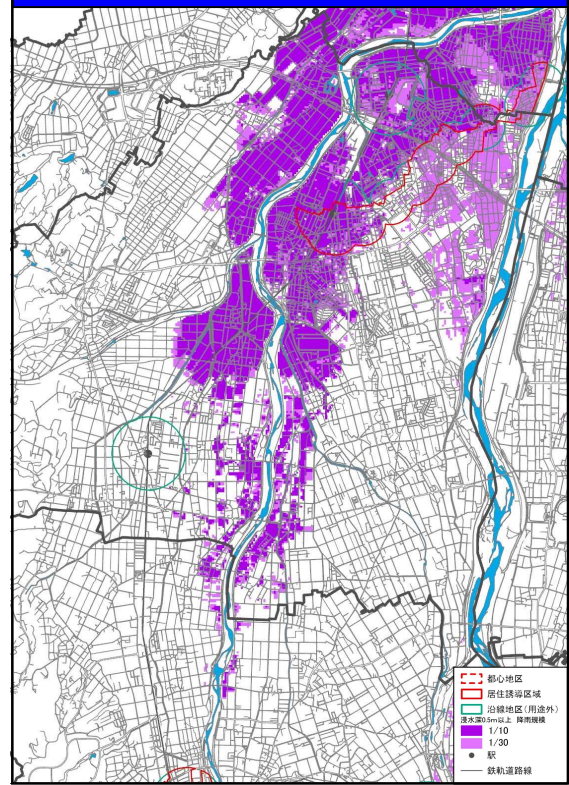 都心地区
居住誘導区域
沿線地区(用途外)
浸水深0.5m以上 降雨規模
1/10
1/30
駅
鉄軌道路線